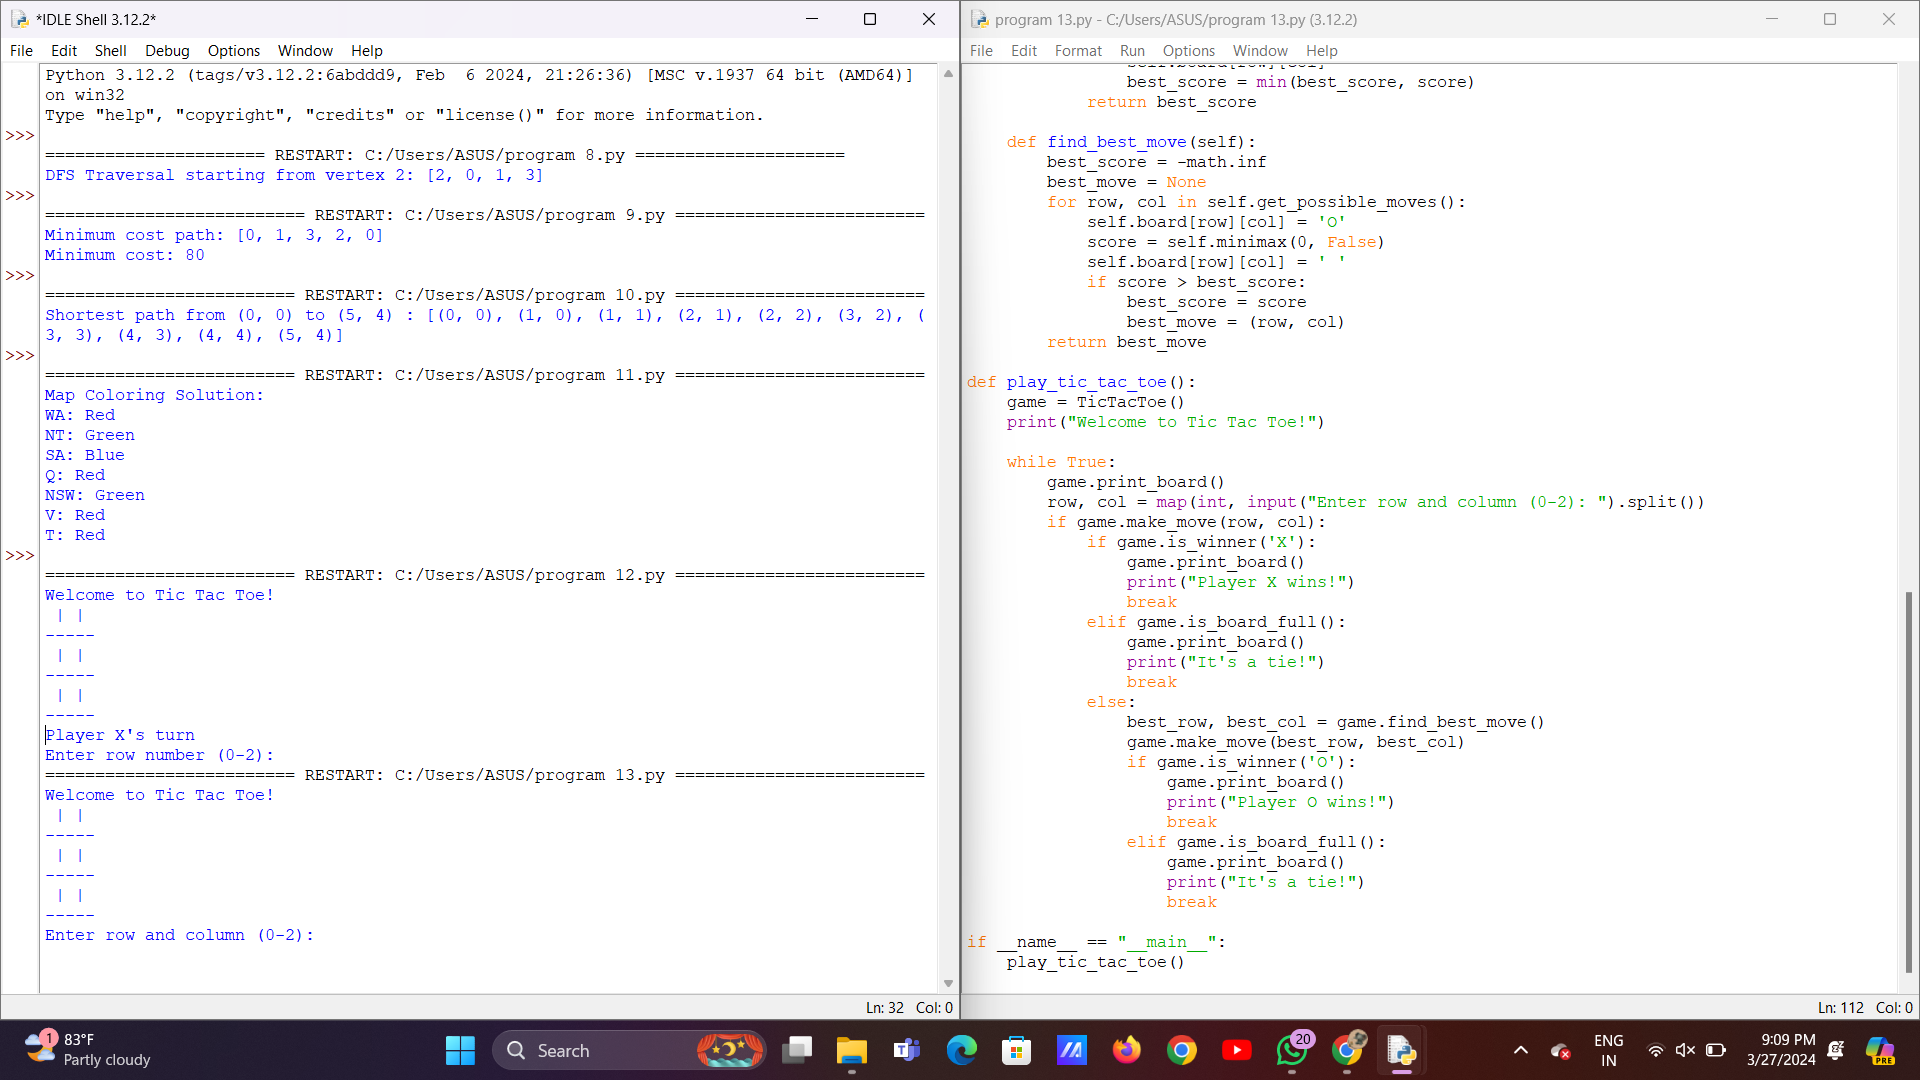 *IDLE Shell 3.12.2*
File Edit Shell Debug Options Window Help
Python 3.12.2 (tags/v3.12.2:6abddd9, Feb  6 2024, 21:26:36) [MSC v.1937 64 bit (AMD64)]
on win32
Type "help", "copyright", "credits" or "license()" for more information.
>>>
====================== RESTART: C:/Users/ASUS/program 8.py =====================
DFS Traversal starting from vertex 2: [2, 0, 1, 3]
>>>
========================== RESTART: C:/Users/ASUS/program 9.py =========================
Minimum cost path: [0, 1, 3, 2, 0]
Minimum cost: 80
>>>
========================= RESTART: C:/Users/ASUS/program 10.py =========================
Shortest path from (0, 0) to (5, 4) : [(0, 0), (1, 0), (1, 1), (2, 1), (2, 2), (3, 2), (
3, 3), (4, 3), (4, 4), (5, 4)]
>>>
========================= RESTART: C:/Users/ASUS/program 11.py =========================
Map Coloring Solution:
WA: Red
NT: Green
SA: Blue
Q: Red
NSW: Green
V: Red
T: Red
>>>
========================= RESTART: C:/Users/ASUS/program 12.py =========================
Welcome to Tic Tac Toe!
 | |
-----
 | |
-----
 | |
-----
Player X's turn
Enter row number (0-2):
========================= RESTART: C:/Users/ASUS/program 13.py =========================
Welcome to Tic Tac Toe!
 | |
-----
 | |
-----
 | |
-----
Enter row and column (0-2):
Ln: 32 Col: 0
program 13.py - C:/Users/ASUS/program 13.py (3.12.2)
File Edit Format Run Options Window Help
                self.board[row][col]
                best_score = min(best_score, score)
            return best_score

    def find_best_move(self):
        best_score = -math.inf
        best_move = None
        for row, col in self.get_possible_moves():
            self.board[row][col] = 'O'
            score = self.minimax(0, False)
            self.board[row][col] = ' '
            if score > best_score:
                best_score = score
                best_move = (row, col)
        return best_move

def play_tic_tac_toe():
    game = TicTacToe()
    print("Welcome to Tic Tac Toe!")

    while True:
        game.print_board()
        row, col = map(int, input("Enter row and column (0-2): ").split())
        if game.make_move(row, col):
            if game.is_winner('X'):
                game.print_board()
                print("Player X wins!")
                break
            elif game.is_board_full():
                game.print_board()
                print("It's a tie!")
                break
            else:
                best_row, best_col = game.find_best_move()
                game.make_move(best_row, best_col)
                if game.is_winner('O'):
                    game.print_board()
                    print("Player O wins!")
                    break
                elif game.is_board_full():
                    game.print_board()
                    print("It's a tie!")
                    break

if __name__ == "__main__":
    play_tic_tac_toe()
Ln: 112 Col: 0
1
83°F
Partly cloudy
Search
20
ENG
IN
9:09 PM
3/27/2024
PRE